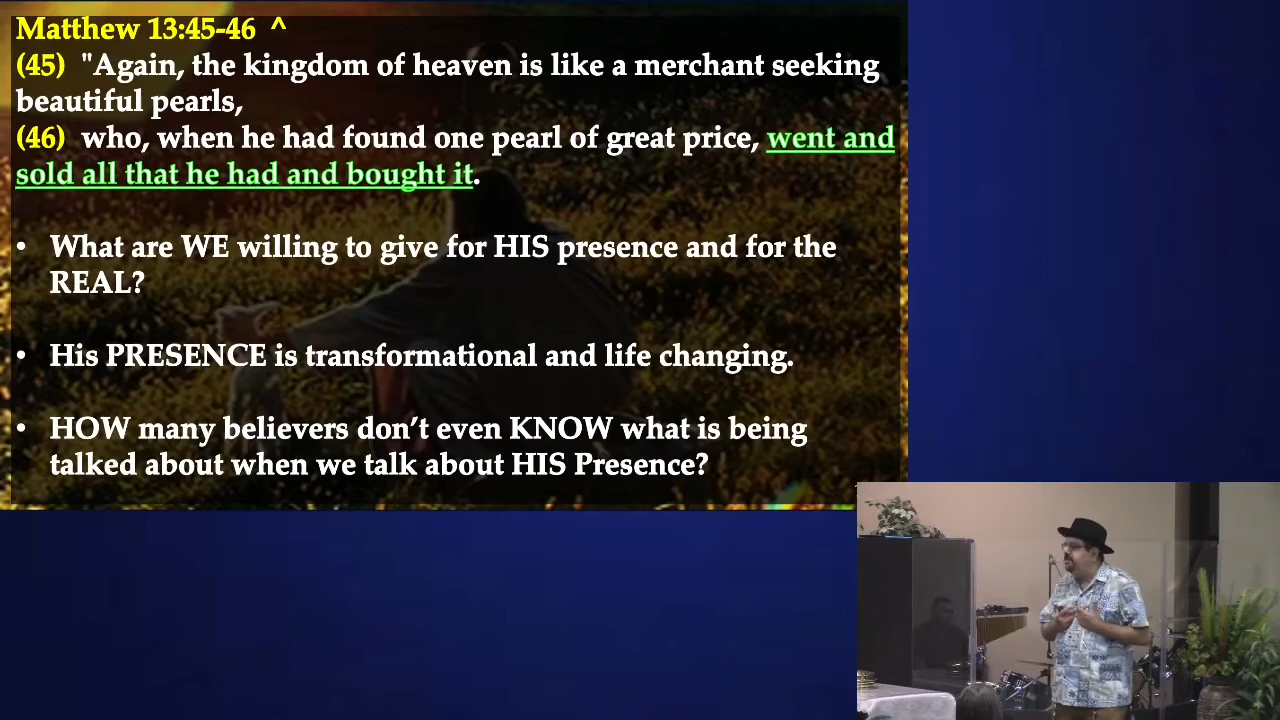 Matthew 13:45-46 ^
(45) "Again, the kingdom of heaven is like a merchant seeking
beautiful pearls,
(46) who, when he had found one pearl of great price, went and
sold all that he had and bought it.
• What are WE willing to give for HIS presence and for the
REAL?
• His PRESENCE is transformational and life changing.
• HOW many believers don’t even KNOW what is being
talked about when we talk about HIS Presence?